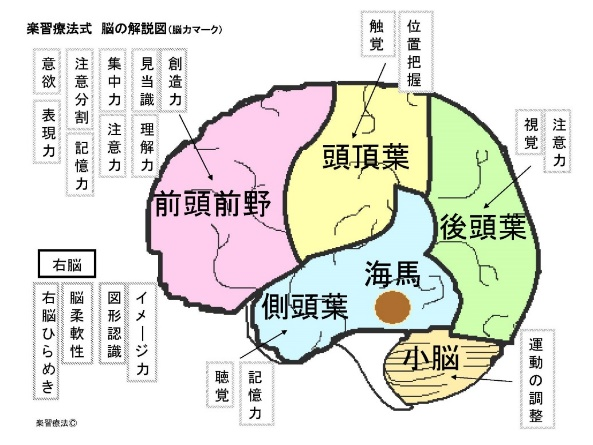 楽習療法式 脳の解説図(脳力マーク)
意欲
注意分割
集中力
見当識
創造力
表現力
記憶力
注意力
理解力
触覚
位置把握
視覚
注意力
頭頂葉
前頭前野
後頭葉
海馬
側頭葉
小脳
右脳
右脳ひらめき
脳柔軟性
図形認識
イメージ力
聴覚
記憶力
運動の調整
楽習療法©